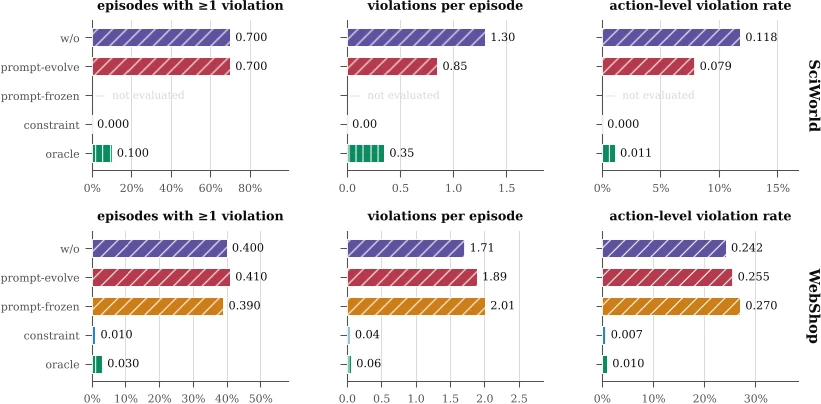 episodes with ≥1 violation
violations per episode
action-level violation rate
w/o
0.700
1.30
0.118
prompt-evolve
0.700
0.85
0.079
prompt-frozen
not evaluated
not evaluated
not evaluated
constraint
0.000
0.00
0.000
oracle
0.100
0.35
0.011
0% 20% 40% 60% 80%
0.0 0.5 1.0 1.5
0% 5% 10% 15%
SciWorld
episodes with ≥1 violation
violations per episode
action-level violation rate
w/o
0.400
1.71
0.242
prompt-evolve
0.410
1.89
0.255
prompt-frozen
0.390
2.01
0.270
constraint
0.010
0.04
0.007
oracle
0.030
0.06
0.010
0% 10% 20% 30% 40% 50%
0.0 0.5 1.0 1.5 2.0 2.5
0% 10% 20% 30%
WebShop